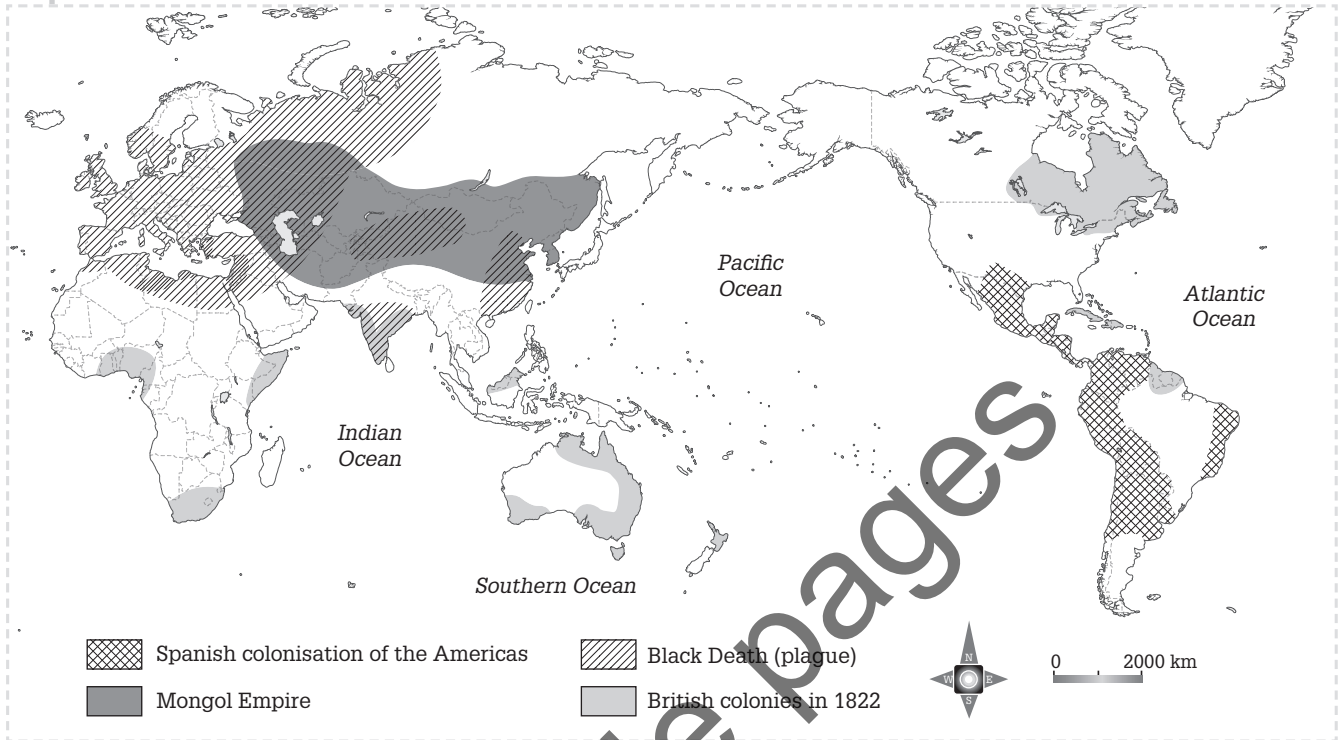 Pacific
Ocean
Atlantic
Ocean
Indian
Ocean
Southern Ocean
Spanish colonisation of the Americas
Black Death (plague)
Mongol Empire
British colonies in 1822
N
W E
S
0 2000 km
pages